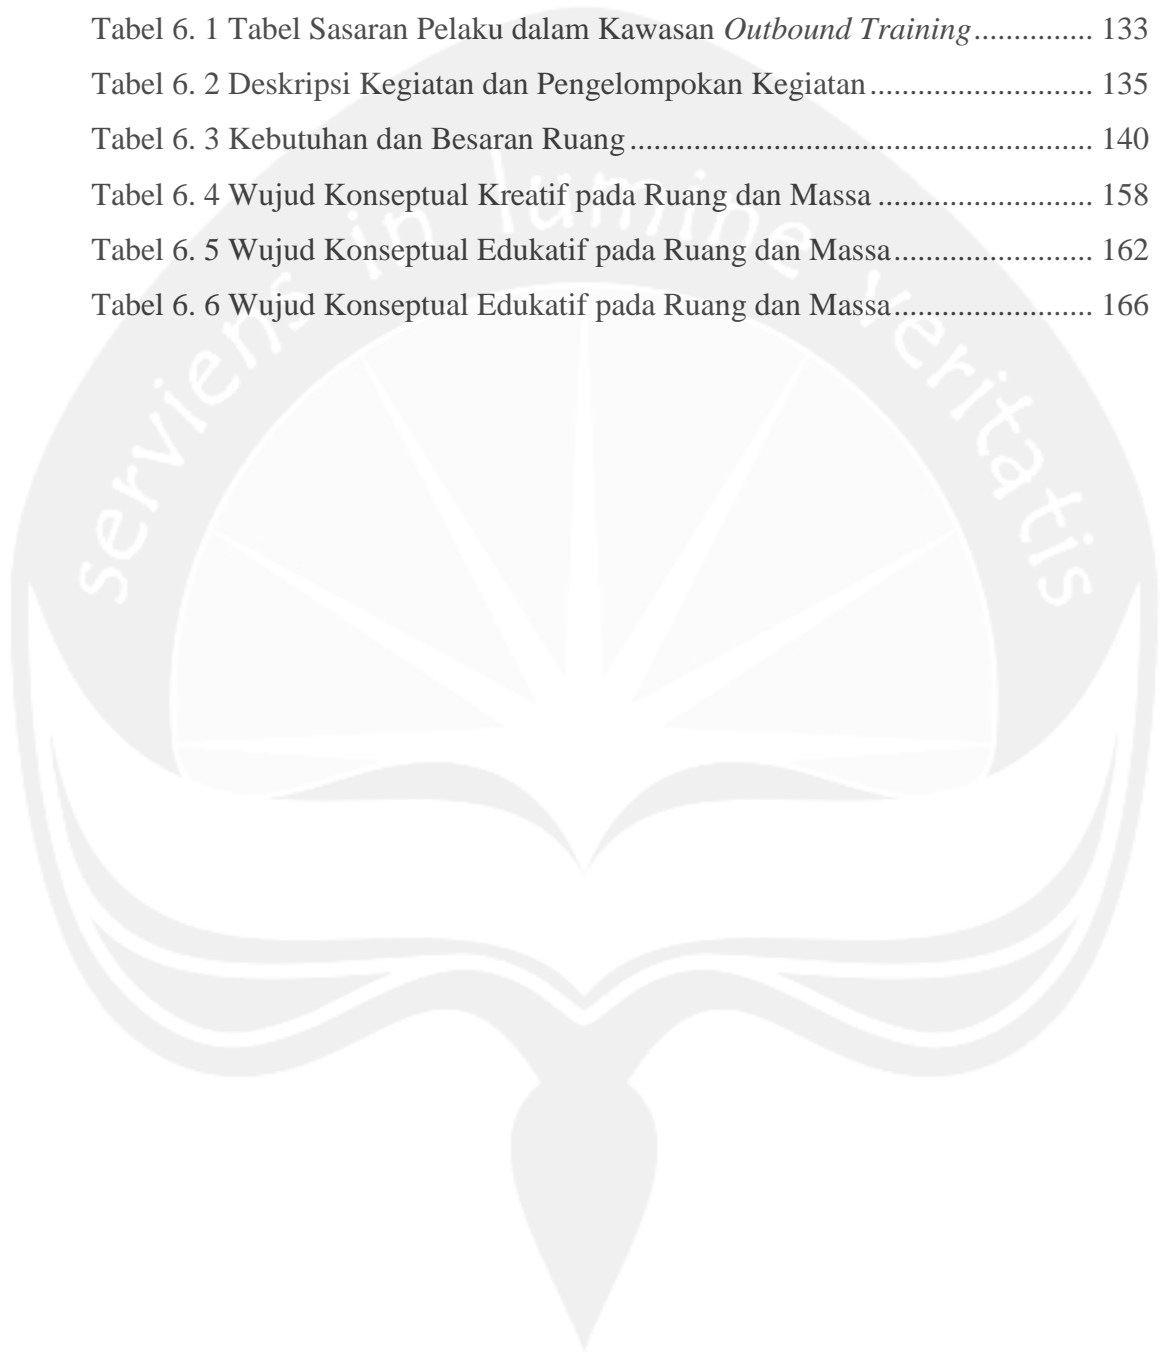 Tabel 6. 1 Tabel Sasaran Pelaku dalam Kawasan Outbound Training............... 133
Tabel 6. 2 Deskripsi Kegiatan dan Pengelompokan Kegiatan............................ 135
Tabel 6. 3 Kebutuhan dan Besaran Ruang.......................................................... 140
Tabel 6. 4 Wujud Konseptual Kreatif pada Ruang dan Massa........................... 158
Tabel 6. 5 Wujud Konseptual Edukatif pada Ruang dan Massa......................... 162
Tabel 6. 6 Wujud Konseptual Edukatif pada Ruang dan Massa......................... 166
serviens in lumine veritatis